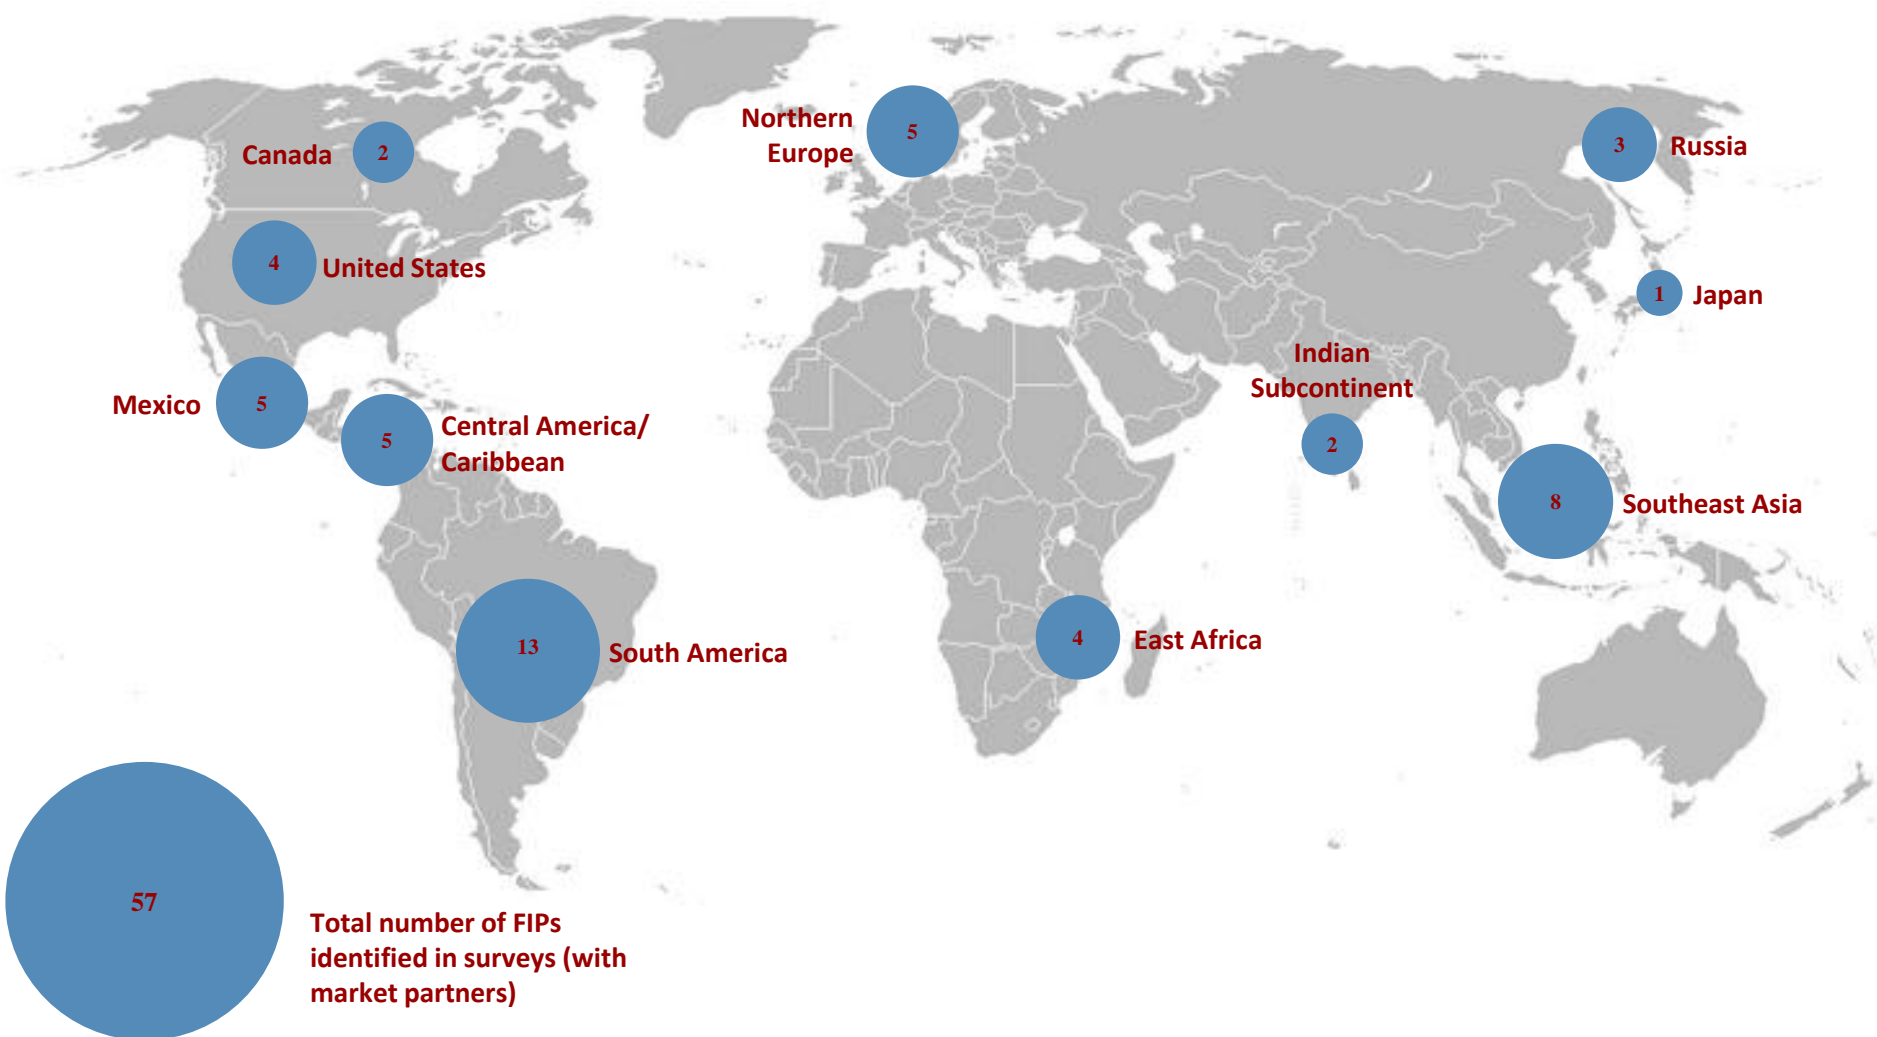 Northern
Europe
5
3
Russia
Canada
2
4
United States
1
Japan
Indian
Subcontinent
2
Mexico
5
5
Central America/
Caribbean
8
Southeast Asia
13
South America
4
East Africa
57
Total number of FIPs
identified in surveys (with
market partners)